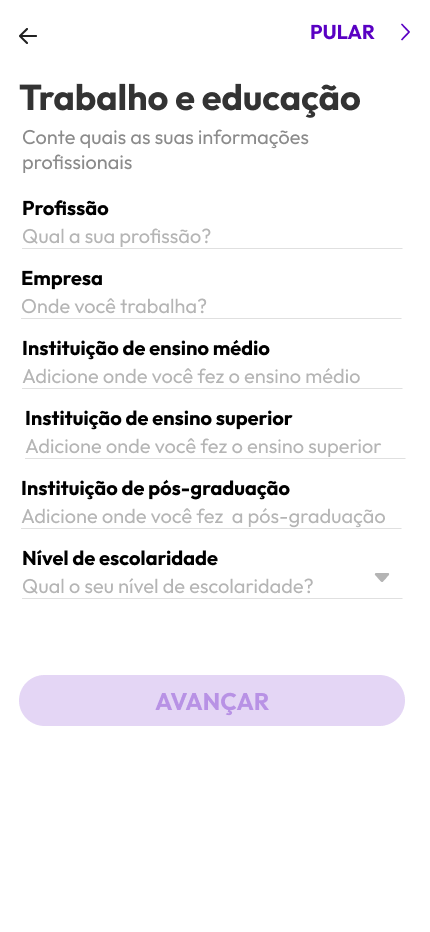 PULAR
Trabalho e educação
Conte quais as suas informações
profissionais
Profissão
Qual a sua profissão?
Empresa
Onde você trabalha?
Instituição de ensino médio
Adicione onde você fez o ensino médio
Instituição de ensino superior
Adicione onde você fez o ensino superior
Instituição de pós-graduação
Adicione onde você fez  a pós-graduação
Nível de escolaridade
Qual o seu nível de escolaridade?
AVANÇAR